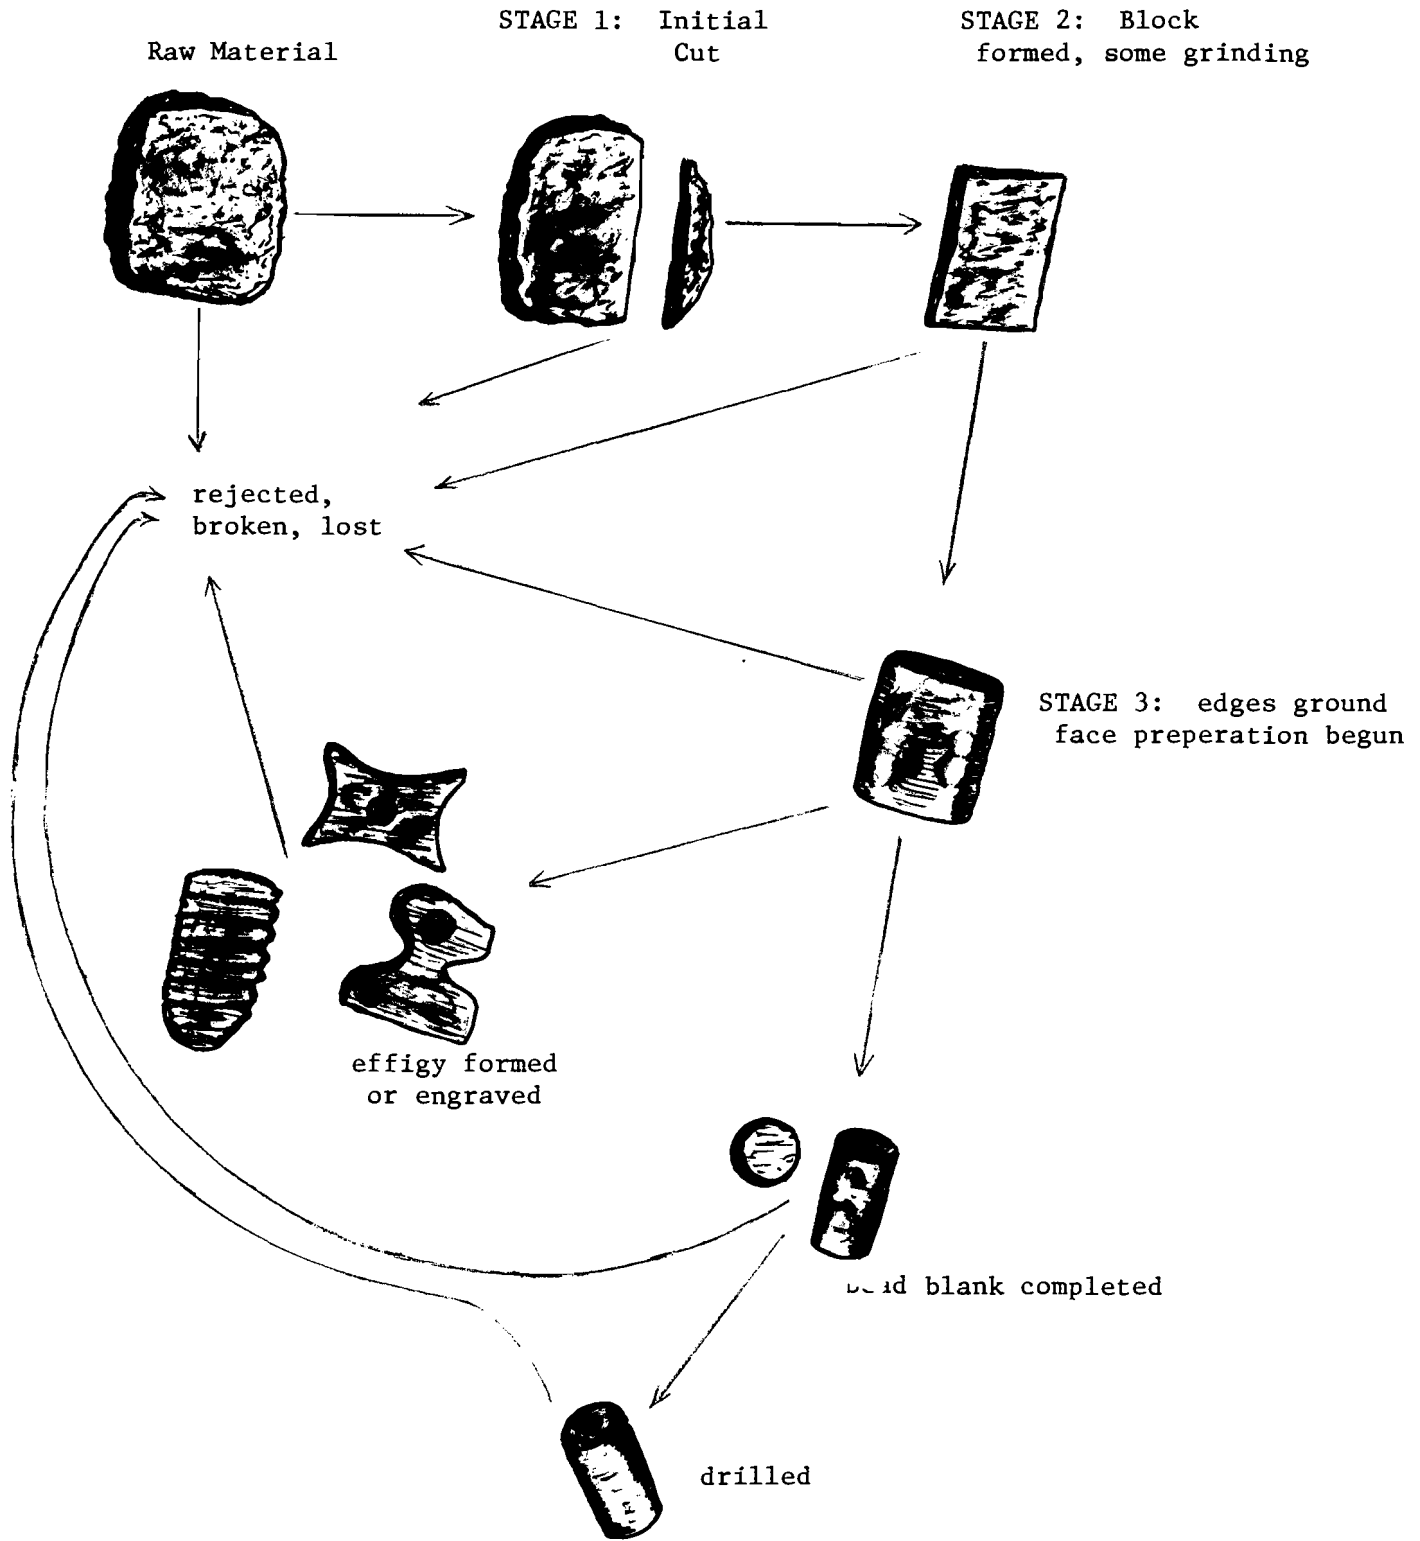 Raw Material
STAGE 1: Initial
Cut
STAGE 2: Block
formed, some grinding
rejected,
broken, lost
STAGE 3: edges ground
face preperation begun
effigy formed
or engraved
blank completed
drilled